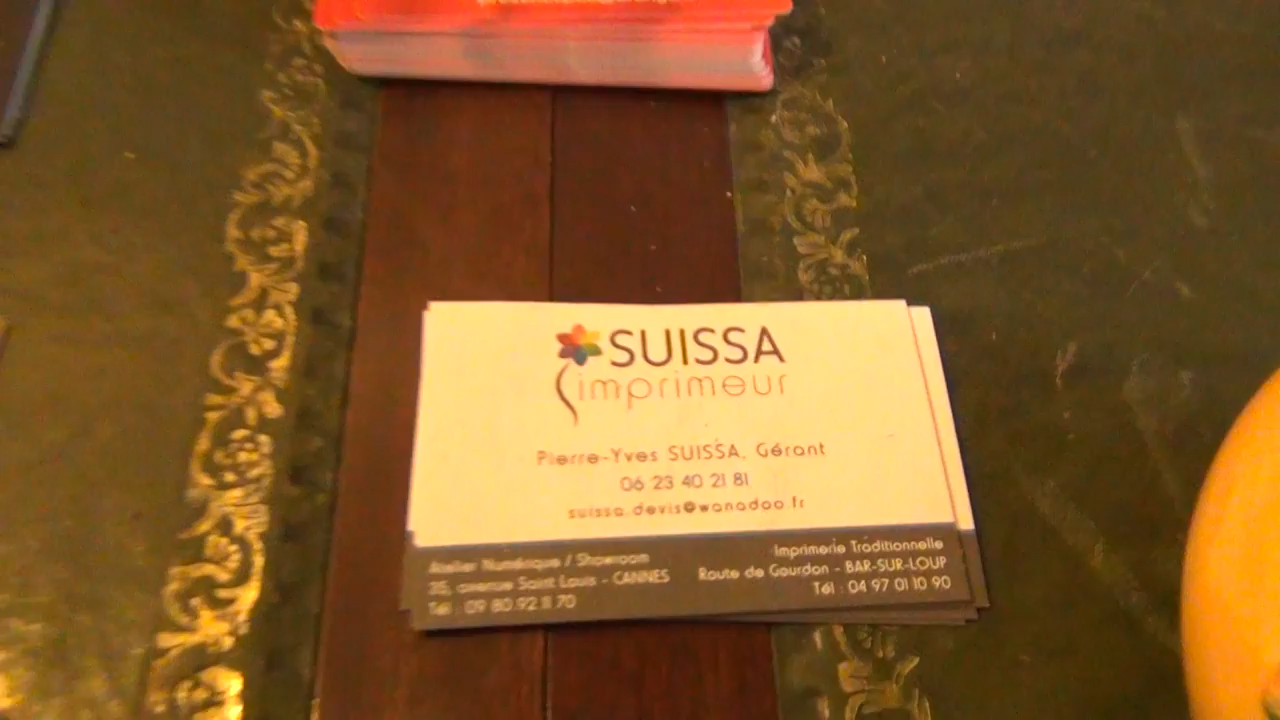 SUISSA
imprimeur
Pierre-Yves SUISSA, Gérant
06 23 40 21 81
suissa.devis@wanadoo.fr
Atelier Numérique / Showroom
35, avenue Saint Louis - CANNES
Tél : 09 80.92.11 70
Imprimerie Traditionnelle
Route de Gourdon - BAR-SUR-LOUP
Tél : 04 97 01 10 90